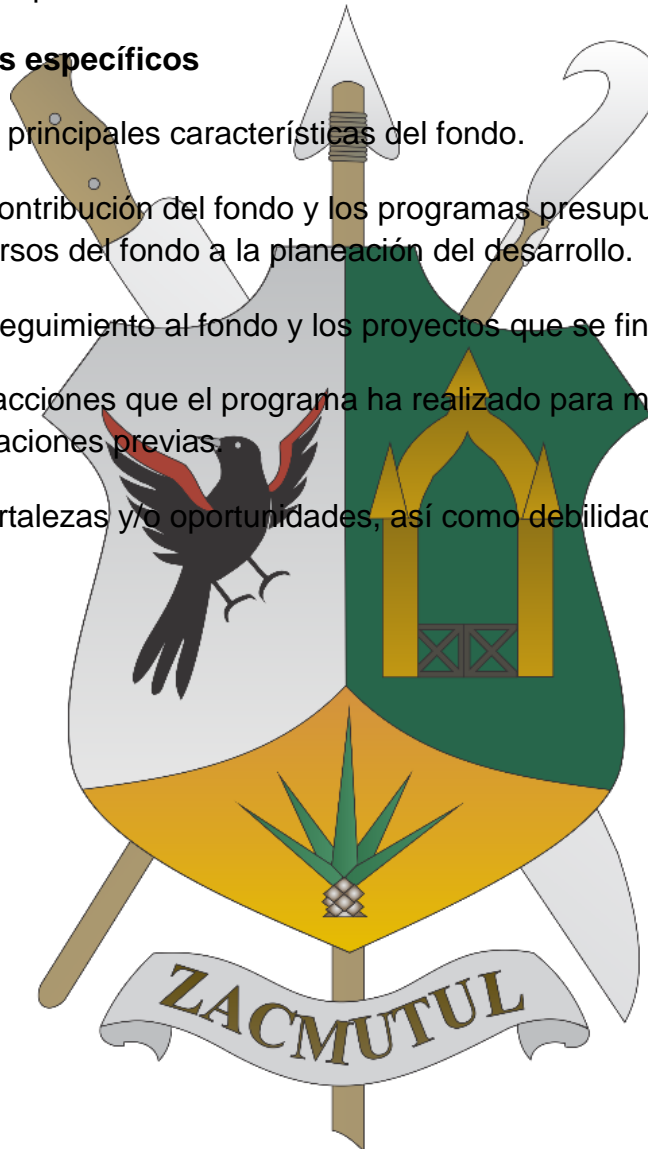 s específicos
principales características del fondo.
ontribución del fondo y los programas presupu
rsos del fondo a la planeación del desarrollo.
eguimiento al fondo y los proyectos que se fin
acciones que el programa ha realizado para m
aciones previas.
rtalezas y/o oportunidades, así como debilidac
ZACMUTUL